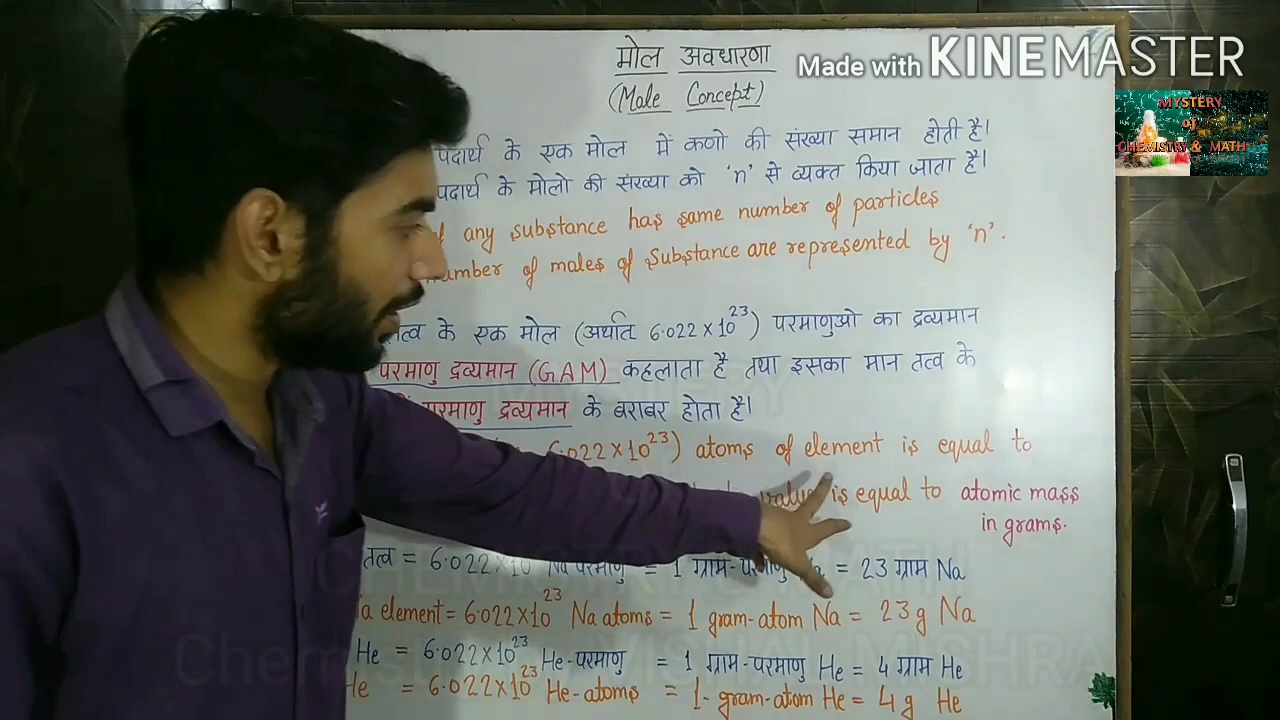 मोल अवधारणा
(Mole Concept)
Made with KINEMASTER
MYSTERY
of
CHEMISTRY & MATH
पदार्थ के एक मोल में कणो की संख्या समान होती है।
पदार्थ के मोलो की संख्या को 'n' से व्यक्त किया जाता है।
any substance has same number of particles
number of moles of substance are represented by 'n'.
के एक मोल (अर्थात 6.022×10²³) परमाणुओ का द्रव्यमान
परमाणु द्रव्यमान (GAM) कहलाता है तथा इसका मान तत्व के
परमाणु द्रव्यमान के बराबर होता है।
6.022×10²³) atoms of element is equal to
value is equal to atomic mass
in grams.
तत्व = 6.022×10 Na परमाणु = 1 ग्राम-परमाणु = 23 ग्राम Na
element = 6.022×10²³ Na atoms = 1 gram-atom Na = 23g Na
He = 6.022×10²³ He-परमाणु = 1 ग्राम-परमाणु He = 4 ग्राम He
He = 6.022×10²³ He-atoms = 1-gram-atom He = 4g He